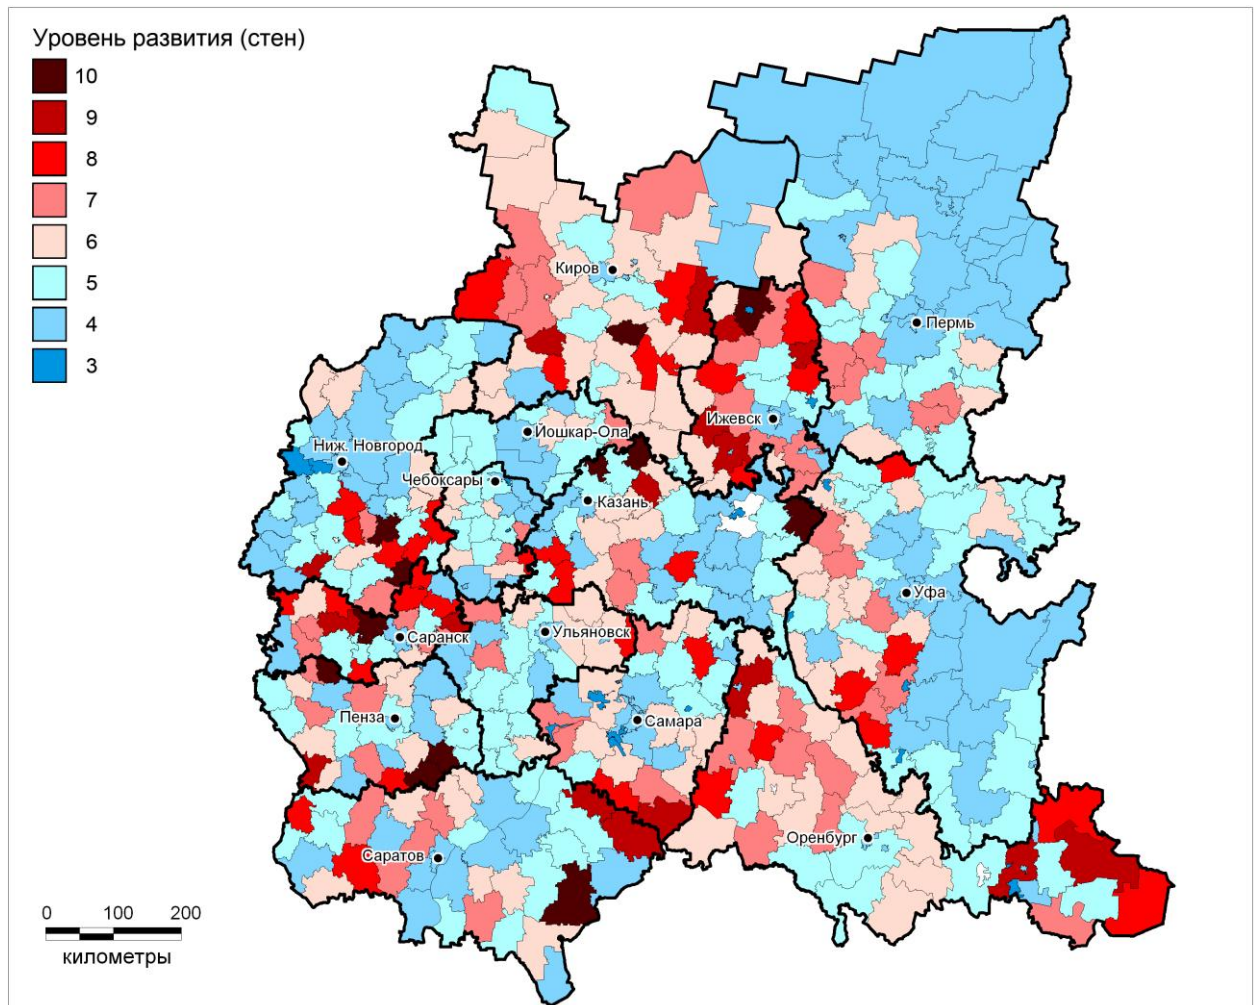 Уровень развития (стен)
10
9
8
7
6
5
4
3
Киров
Пермь
Ижевск
Йошкар-Ола
Ниж. Новгород
Чебоксары
Казань
Уфа
Саранск
Ульяновск
Пенза
Самара
Оренбург
Саратов
0 100 200
километры